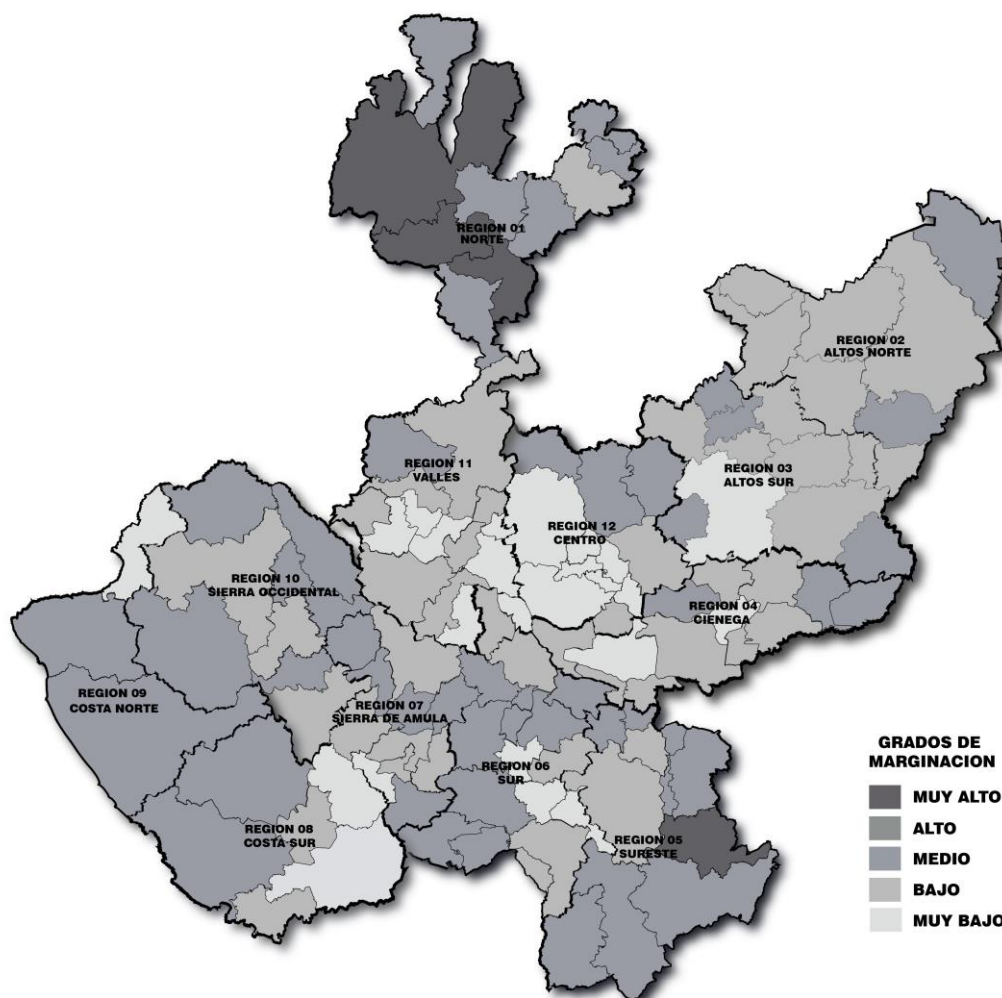 REGION 01
NORTE
REGION 02
ALTOS NORTE
REGION 11
VALLES
REGION 03
ALTOS SUR
REGION 12
CENTRO
REGION 10
SIERRA OCCIDENTAL
REGION 04
CIENEGA
REGION 09
COSTA NORTE
REGION 07
SIERRA DE AMULA
REGION 06
SUR
REGION 08
COSTA SUR
REGION 05
SURESTE
GRADOS DE
MARGINACION
MUY ALTO
ALTO
MEDIO
BAJO
MUY BAJO